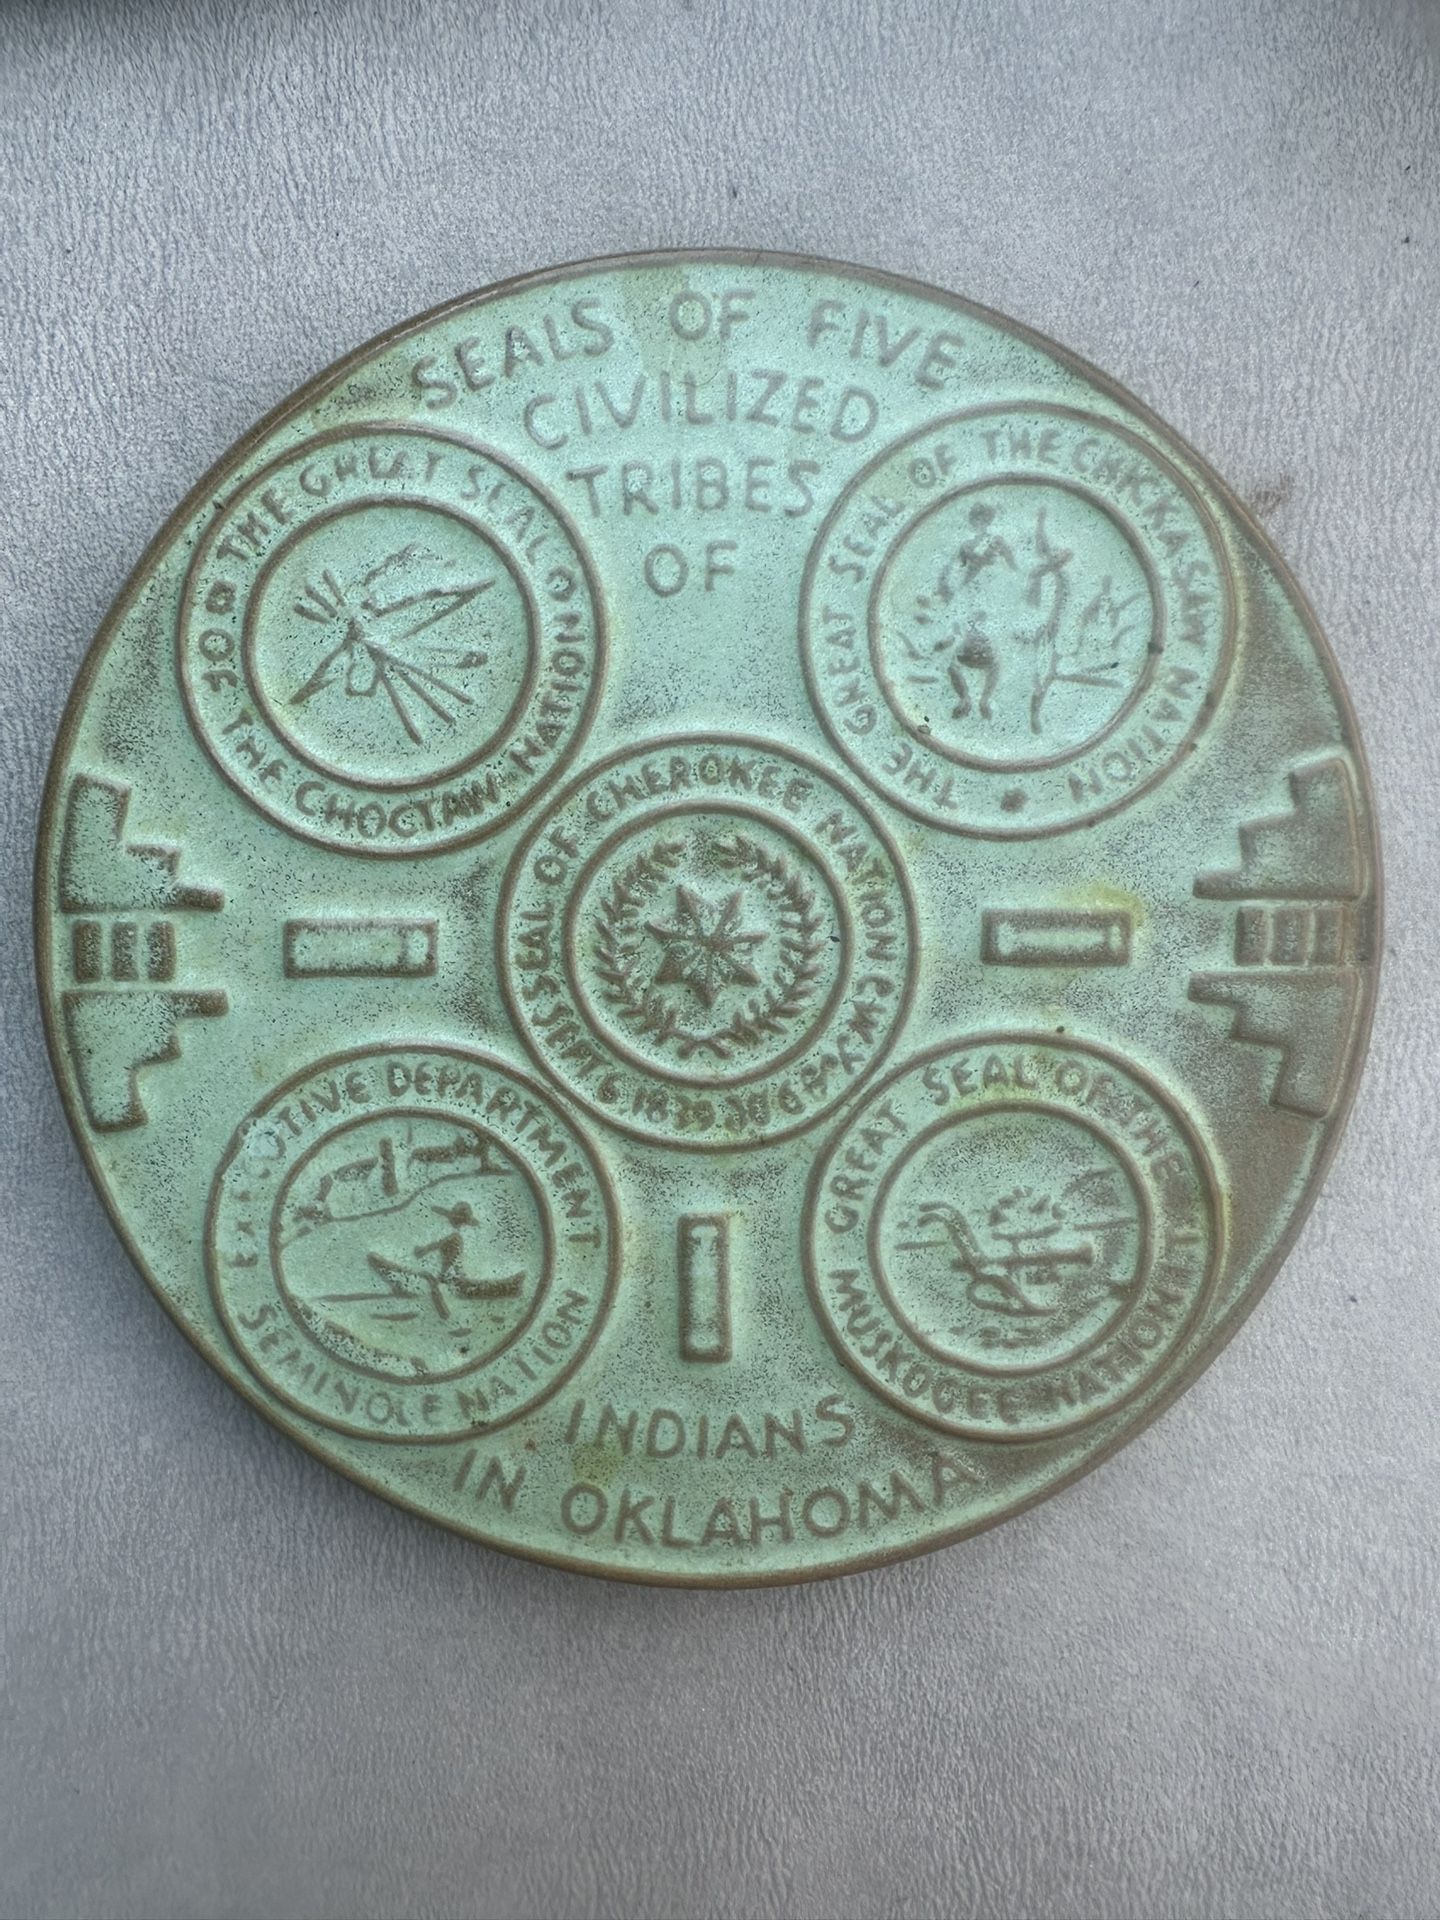 SEALS OF FIVE
CIVILIZED
TRIBES
OF
THE GREAT SEAL
OF THE CHOCTAW NATION
THE GREAT SEAL OF THE CHICKASAW NATION
SEAL OF CHEROKEE NATION
SEPT 6 1839
EXECUTIVE DEPARTMENT
SEMINOLE NATION
GREAT SEAL OF THE
MUSKOGEE NATION I.T.
INDIANS
IN OKLAHOMA